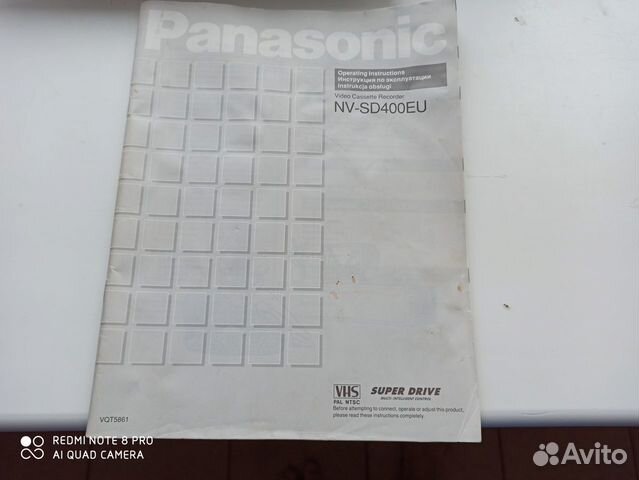 Panasonic
Operating Instructions
Инструкция по эксплуатации
Instrukcja obsługi
Video Cassette Recorder
NV-SD400EU
VHS
PAL NTSC
SUPER DRIVE
MULTI-INTELLIGENT CONTROL
Before attempting to connect, operate or adjust this product,
please read these instructions completely.
VQT5861
REDMI NOTE 8 PRO
AI QUAD CAMERA
Avito